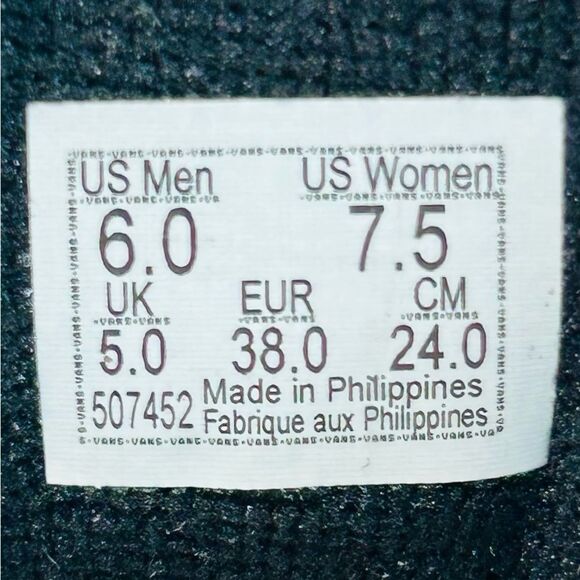 US Men US Women
6.0 7.5
UK EUR CM
5.0 38.0 24.0
507452 Made in Philippines
Fabrique aux Philippines